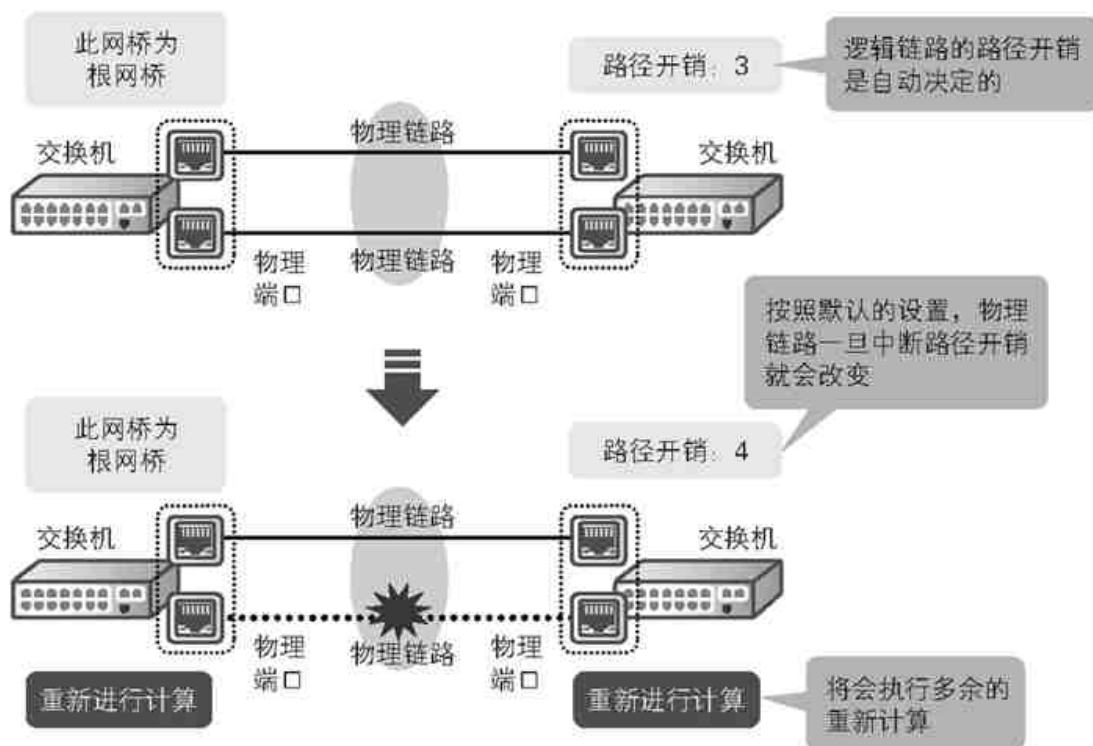 此网桥为
根网桥
路径开销：3
逻辑链路的路径开销
是自动决定的
交换机
物理链路
交换机
物理
端口
物理链路
物理
端口
按照默认的设置，物理
链路一旦中断路径开销
就会改变
此网桥为
根网桥
路径开销：4
交换机
物理链路
交换机
物理
端口
物理链路
物理
端口
重新进行计算
重新进行计算
将会执行多余的
重新计算